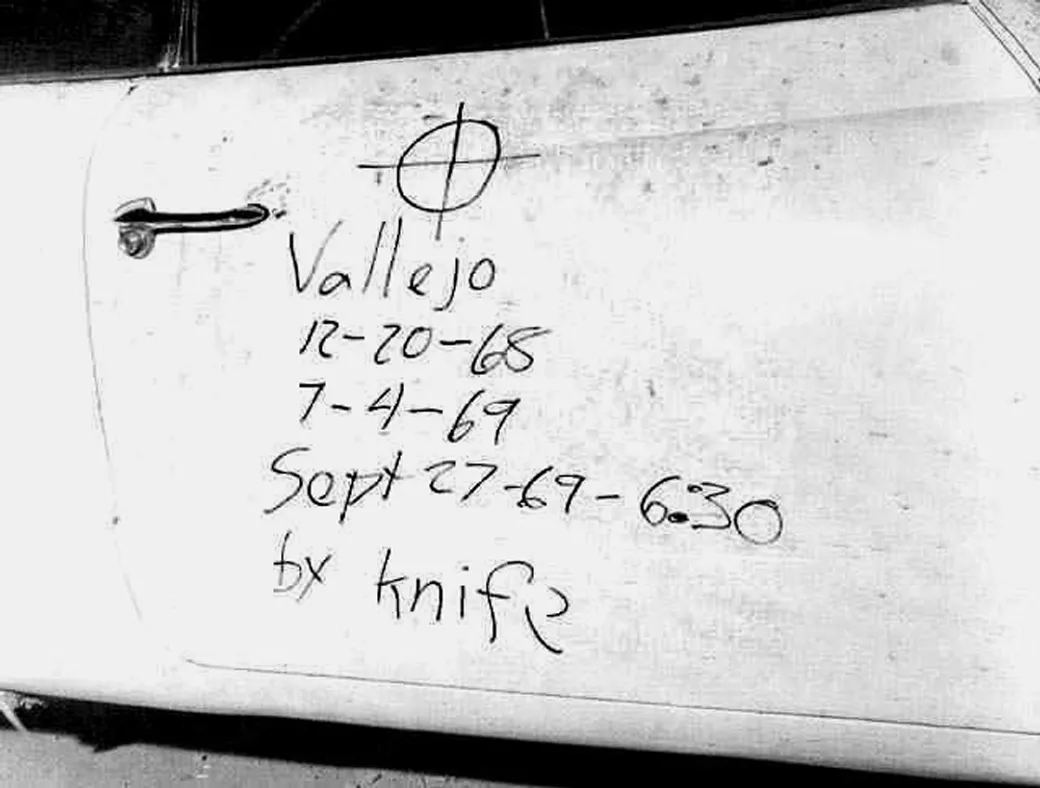 Vallejo
12-20-68
7-4-69
Sept 27-69-6:30
by knife